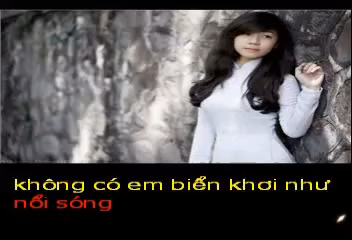 không có em biển khơi như
nổi sóng